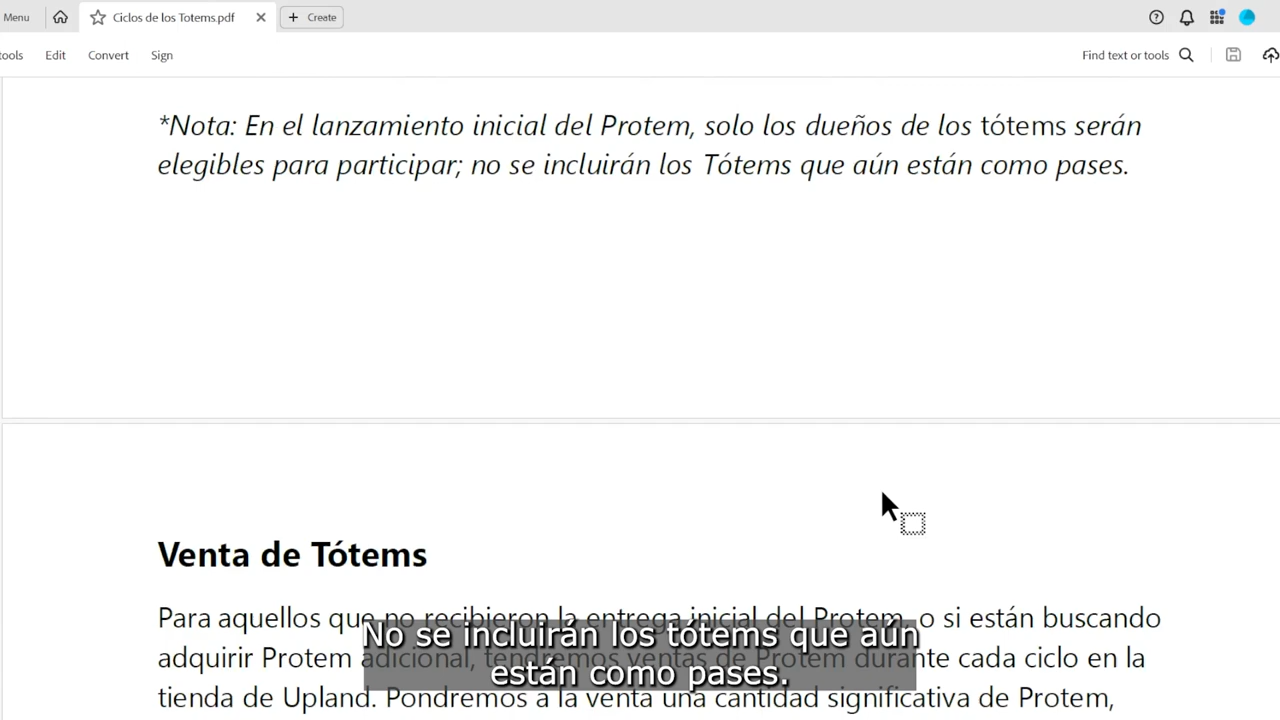 Menu
Ciclos de los Totems.pdf
Create
tools
Edit
Convert
Sign
Find text or tools
*Nota: En el lanzamiento inicial del Protem, solo los dueños de los tótems serán
elegibles para participar; no se incluirán los Tótems que aún están como pases.
Venta de Tótems
Para aquellos que no recibieron la entrega inicial del Protem, o si están buscando
adquirir Protem adicional, tendremos ventas de Protem durante cada ciclo en la
tienda de Upland. Pondremos a la venta una cantidad significativa de Protem,
No se incluirán los tótems que aún
están como pases.